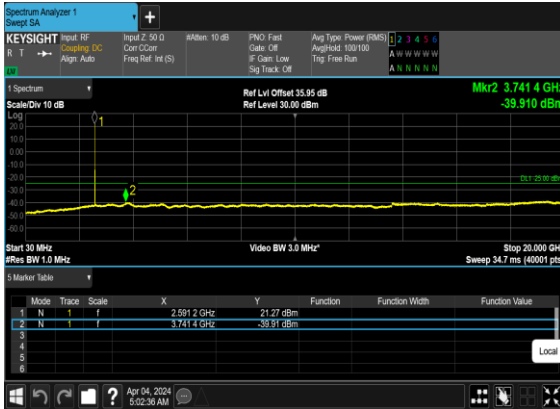 Spectrum Analyzer 1
Swept SA
+
KEYSIGHT Input: RF Input Z: 50 Ω #Atten: 10 dB PNO: Fast Avg Type: Power (RMS) 1 2 3 4 5 6
R T Coupling: DC Corr CCorr Gate: Off Avg|Hold: 100/100 A W W W W W
Align: Auto Freq Ref: Int (S) IF Gain: Low Trig: Free Run
Sig Track: Off A N N N N N
1 Spectrum Ref Lvl Offset 35.95 dB Mkr2 3.741 4 GHz
Scale/Div 10 dB Ref Level 30.00 dBm -39.910 dBm
Log
20.0
10.0
0.00
-10.0
-20.0
-30.0
-40.0
-50.0
-60.0
1
2
DL1 -25.00 dBm
Start 30 MHz Video BW 3.0 MHz* Stop 20.000 GH
#Res BW 1.0 MHz Sweep 34.7 ms (40001 pts
5 Marker Table
Mode Trace Scale X Y Function Function Width Function Value
1 N 1 f 2.591 2 GHz 21.27 dBm
2 N 1 f 3.741 4 GHz -39.91 dBm
3
4
5
6
Local
? Apr 04, 2024
5:02:36 AM